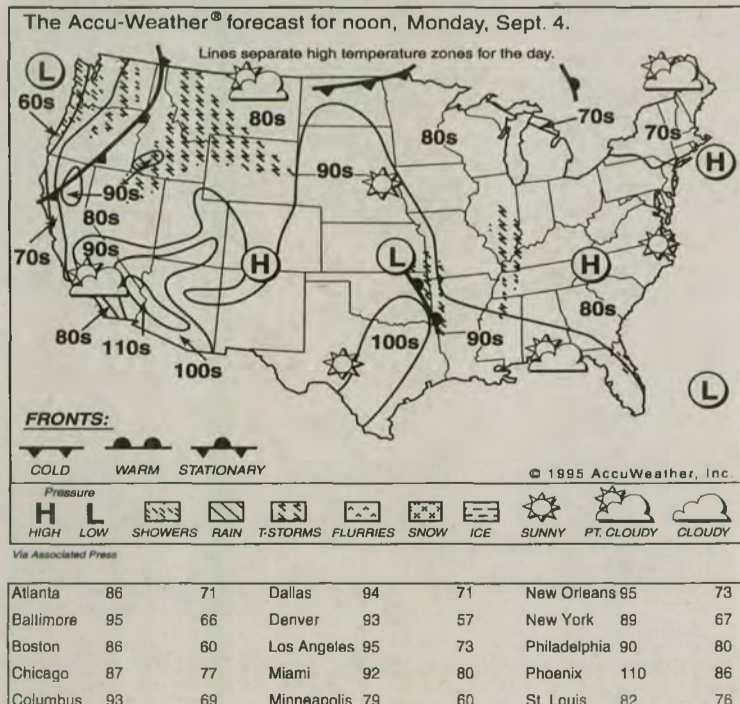 The Accu-Weather® forecast for noon, Monday, Sept. 4.
Lines separate high temperature zones for the day.
L
60s
80s
70s
80s
70s
H
90s
90s
80s
90s
70s
H
L
H
80s
80s
110s
100s
100s
90s
L
FRONTS:
COLD WARM STATIONARY
© 1995 AccuWeather, Inc.
Pressure
H L
HIGH LOW SHOWERS RAIN T-STORMS FLURRIES SNOW ICE SUNNY PT. CLOUDY CLOUDY
Via Associated Press
Atlanta 86 71 Dallas 94 71 New Orleans 95 73
Baltimore 95 66 Denver 93 57 New York 89 67
Boston 86 60 Los Angeles 95 73 Philadelphia 90 80
Chicago 87 77 Miami 92 80 Phoenix 110 86
Columbus 93 69 Minneapolis 79 60 St. Louis 82 76